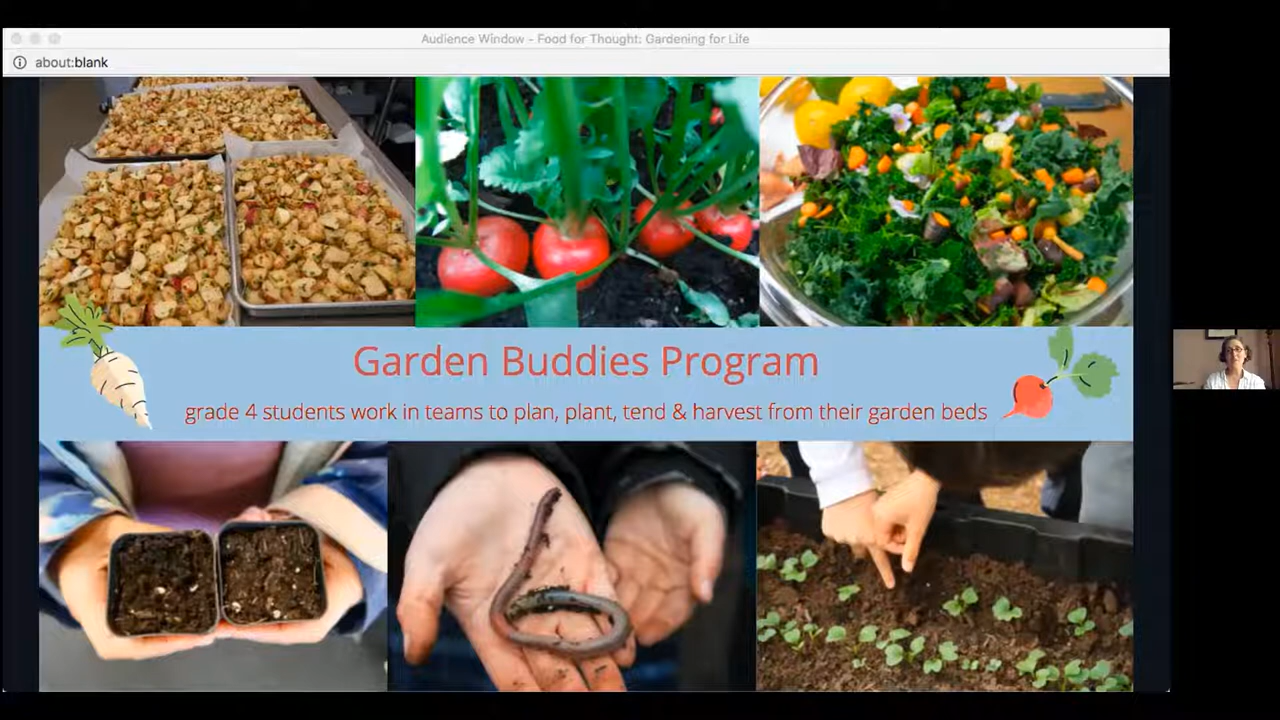 Audience Window - Food for Thought: Gardening for Life
about:blank
Garden Buddies Program
grade 4 students work in teams to plan, plant, tend & harvest from their garden beds